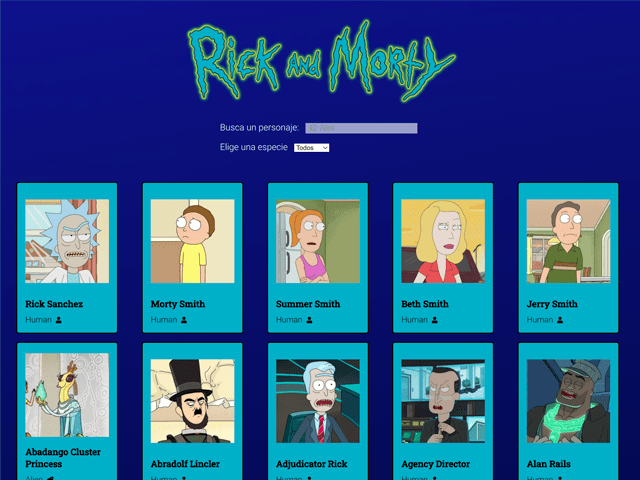 Rick and Morty
Busca un personaje:
Elige una especie Todos
Rick Sanchez
Human
Morty Smith
Human
Summer Smith
Human
Beth Smith
Human
Jerry Smith
Human
Abadango Cluster
Princess
Alien
Abradolf Lincler
Human
Adjudicator Rick
Human
Agency Director
Human
Alan Rails
Human